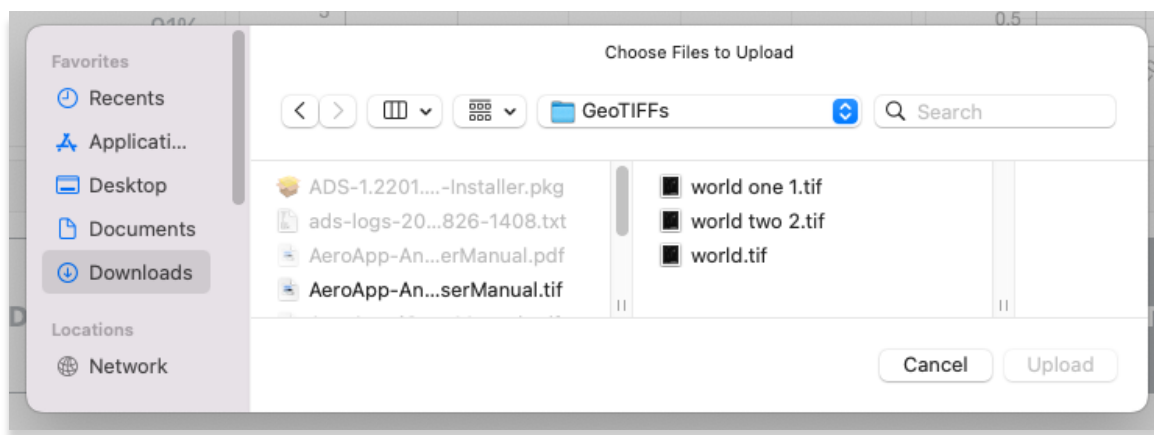 0.5
Choose Files to Upload
Favorites
Recents
Applicati...
Desktop
Documents
Downloads
Locations
Network
GeoTIFFs
Search
ADS-1.2201....-Installer.pkg
ads-logs-20...826-1408.txt
AeroApp-An...erManual.pdf
AeroApp-An...serManual.tif
world one 1.tif
world two 2.tif
world.tif
Cancel
Upload